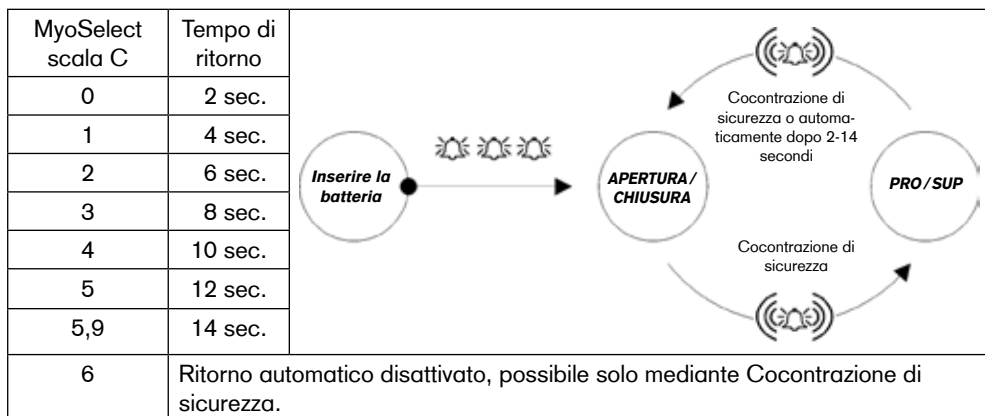 MyoSelect
scala C
Tempo di
ritorno
0
2 sec.
1
4 sec.
2
6 sec.
3
8 sec.
4
10 sec.
5
12 sec.
5,9
14 sec.
6
Ritorno automatico disattivato, possibile solo mediante Cocontrazione di
sicurezza.
Inserire la
batteria
APERTURA/
CHIUSURA
Cocontrazione di
sicurezza o automa-
ticamente dopo 2-14
secondi
PRO/SUP
Cocontrazione di
sicurezza